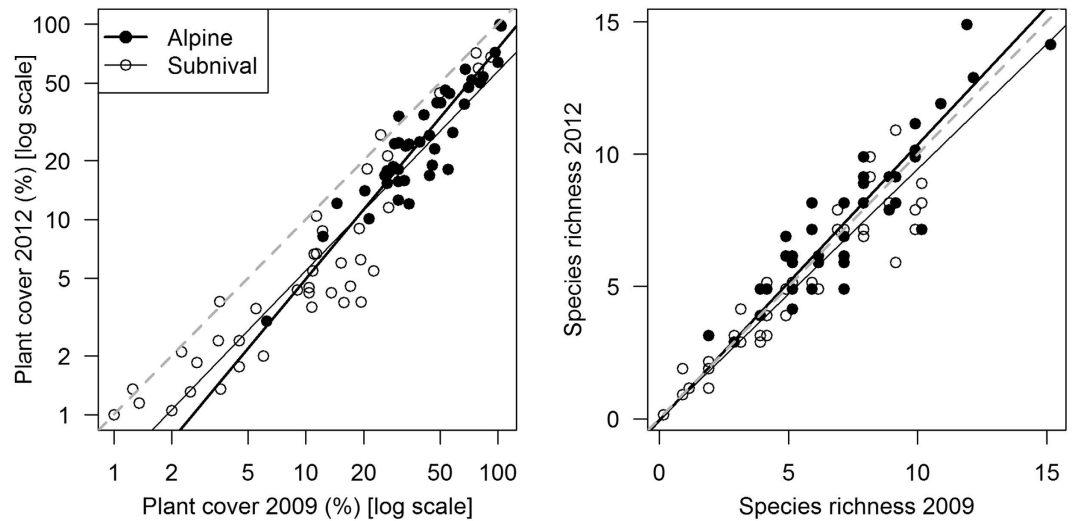 Alpine
Subnival
Plant cover 2012 (%) [log scale]
100
50
20
10
5
2
1
1 2 5 10 20 50 100
Plant cover 2009 (%) [log scale]
Species richness 2012
15
10
5
0
0 5 10 15
Species richness 2009